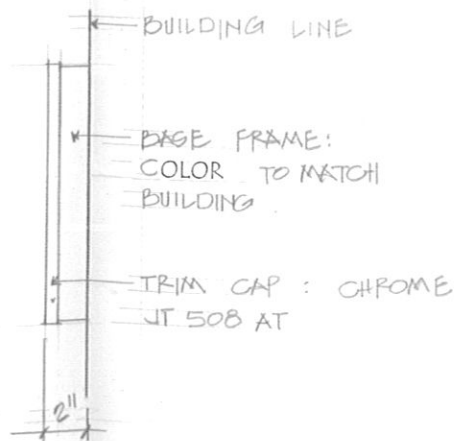 BUILDING LINE
BASE FRAME:
COLOR TO MATCH
BUILDING
TRIM CAP : CHROME
JT 508 AT
2"